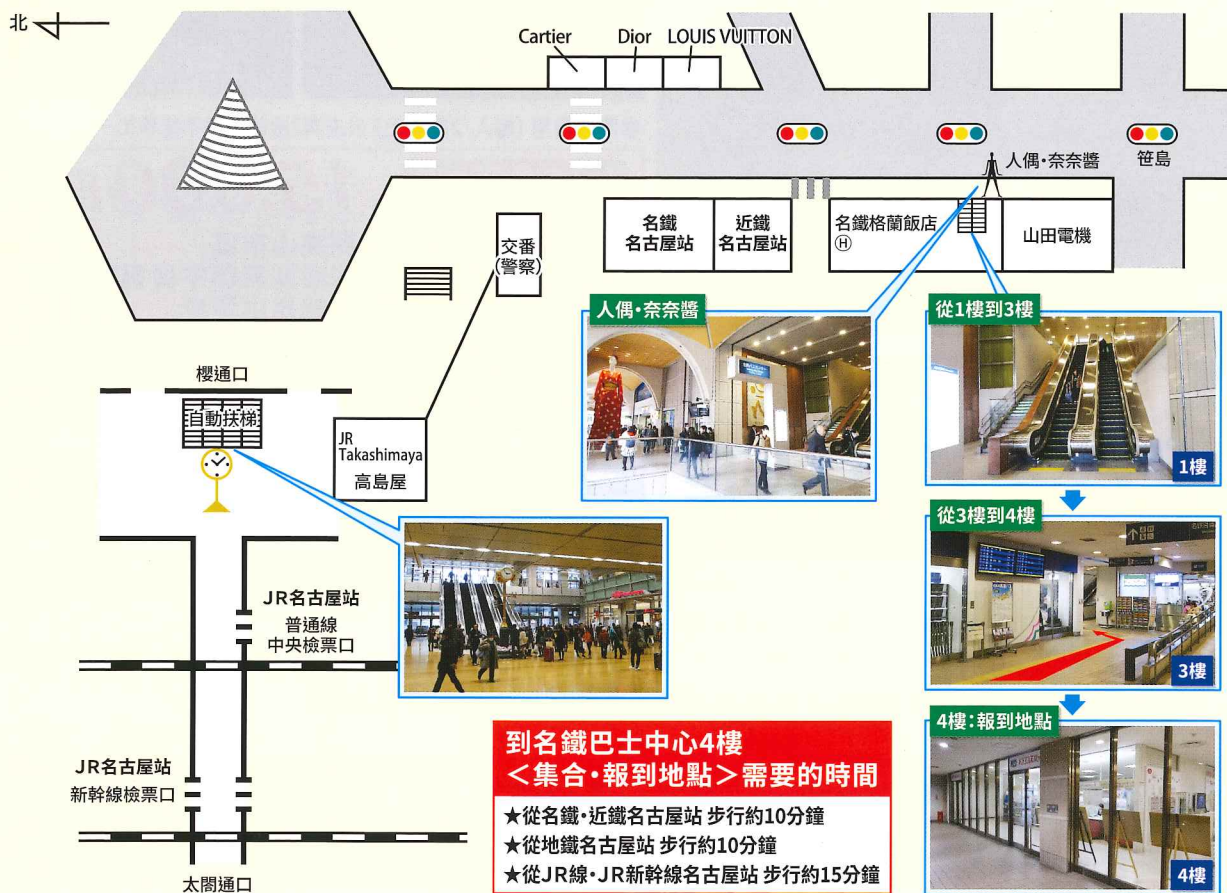 北
Cartier
Dior
LOUIS VUITTON
人偶・奈奈醬
笹島
名鐵
名古屋站
近鐵
名古屋站
名鐵格蘭飯店
Ⓗ
山田電機
交番
(警察)
人偶・奈奈醬
從1樓到3樓
1樓
櫻通口
自動扶梯
JR
Takashimaya
高島屋
從3樓到4樓
3樓
JR名古屋站
普通線
中央檢票口
4樓:報到地點
4樓
到名鐵巴士中心4樓
＜集合・報到地點＞需要的時間
★從名鐵・近鐵名古屋站 步行約10分鐘
★從地鐵名古屋站 步行約10分鐘
★從JR線・JR新幹線名古屋站 步行約15分鐘
JR名古屋站
新幹線檢票口
太閤通口